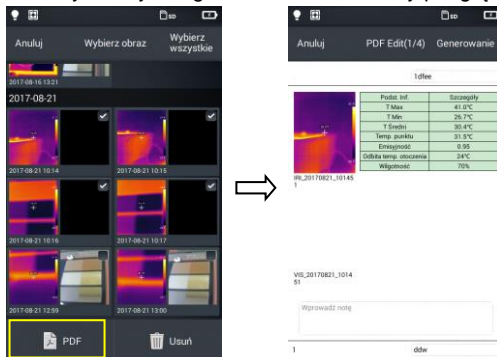 SD
Anuluj Wybierz obraz Wybierz wszystkie
2017-08-16 13:21
2017-08-21
2017-08-21 10:14 2017-08-21 10:15
2017-08-21 10:16 2017-08-21 10:17
2017-08-21 12:59 2017-08-21 13:00
PDF Usuń
SD
Anuluj PDF Edit(1/4) Generowanie
1dfee
Podst. Inf. Szczegóły
T Max 41.0℃
T Min 26.7℃
T Średni 30.4℃
Temp. punktu 31.5℃
Emisyjność 0.95
Odbita temp. otoczenia 24℃
Wilgotność 70%
IRI_20170821_10145
1
VIS_20170821_1014
51
Wprowadź notę
1 ddw